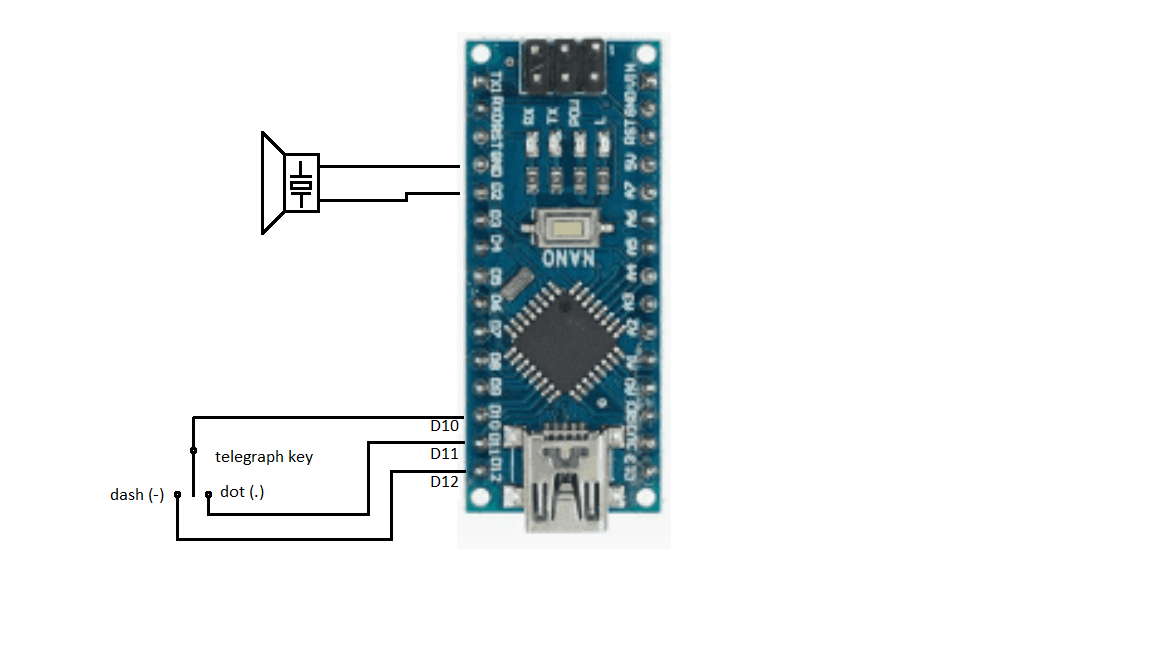 TX1
RX0
RST
GND
D2
D3
D4
D5
D6
D7
D8
D9
D10
D11
D12
RX
TX
POW
L
NANO
VIN
GND
RST
5V
A7
A6
A5
A4
A3
A2
A1
A0
D13
D10
D11
D12
telegraph key
dash (-)
dot (.)